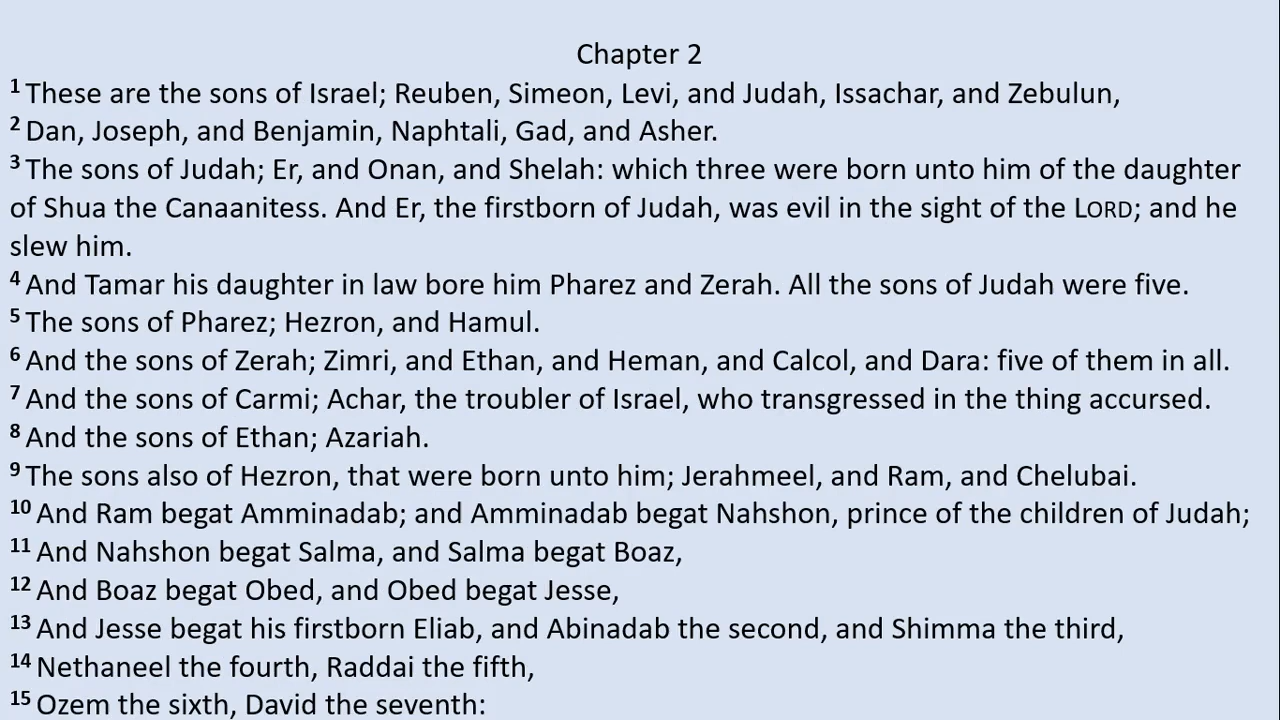 Chapter 2
1 These are the sons of Israel; Reuben, Simeon, Levi, and Judah, Issachar, and Zebulun,
2 Dan, Joseph, and Benjamin, Naphtali, Gad, and Asher.
3 The sons of Judah; Er, and Onan, and Shelah: which three were born unto him of the daughter
of Shua the Canaanitess. And Er, the firstborn of Judah, was evil in the sight of the LORD; and he
slew him.
4 And Tamar his daughter in law bore him Pharez and Zerah. All the sons of Judah were five.
5 The sons of Pharez; Hezron, and Hamul.
6 And the sons of Zerah; Zimri, and Ethan, and Heman, and Calcol, and Dara: five of them in all.
7 And the sons of Carmi; Achar, the troubler of Israel, who transgressed in the thing accursed.
8 And the sons of Ethan; Azariah.
9 The sons also of Hezron, that were born unto him; Jerahmeel, and Ram, and Chelubai.
10 And Ram begat Amminadab; and Amminadab begat Nahshon, prince of the children of Judah;
11 And Nahshon begat Salma, and Salma begat Boaz,
12 And Boaz begat Obed, and Obed begat Jesse,
13 And Jesse begat his firstborn Eliab, and Abinadab the second, and Shimma the third,
14 Nethaneel the fourth, Raddai the fifth,
15 Ozem the sixth, David the seventh: